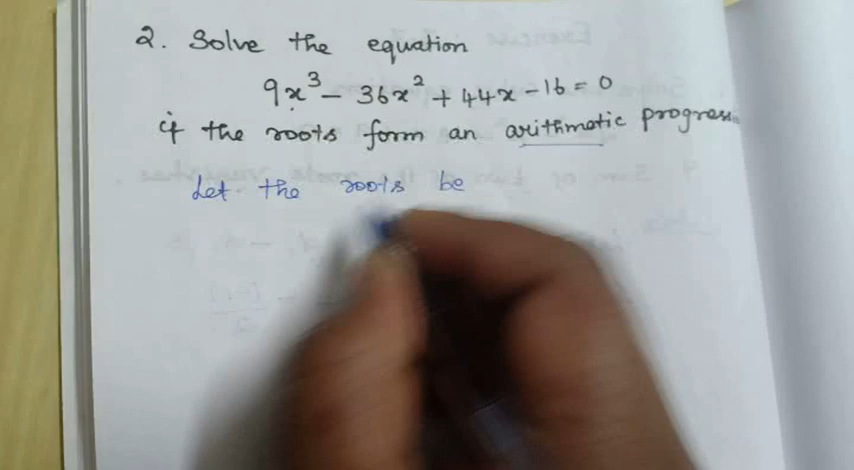 2. Solve the equation
9x³ - 36x² + 44x - 16 = 0
if the roots form an arithmatic progress
Let the roots be